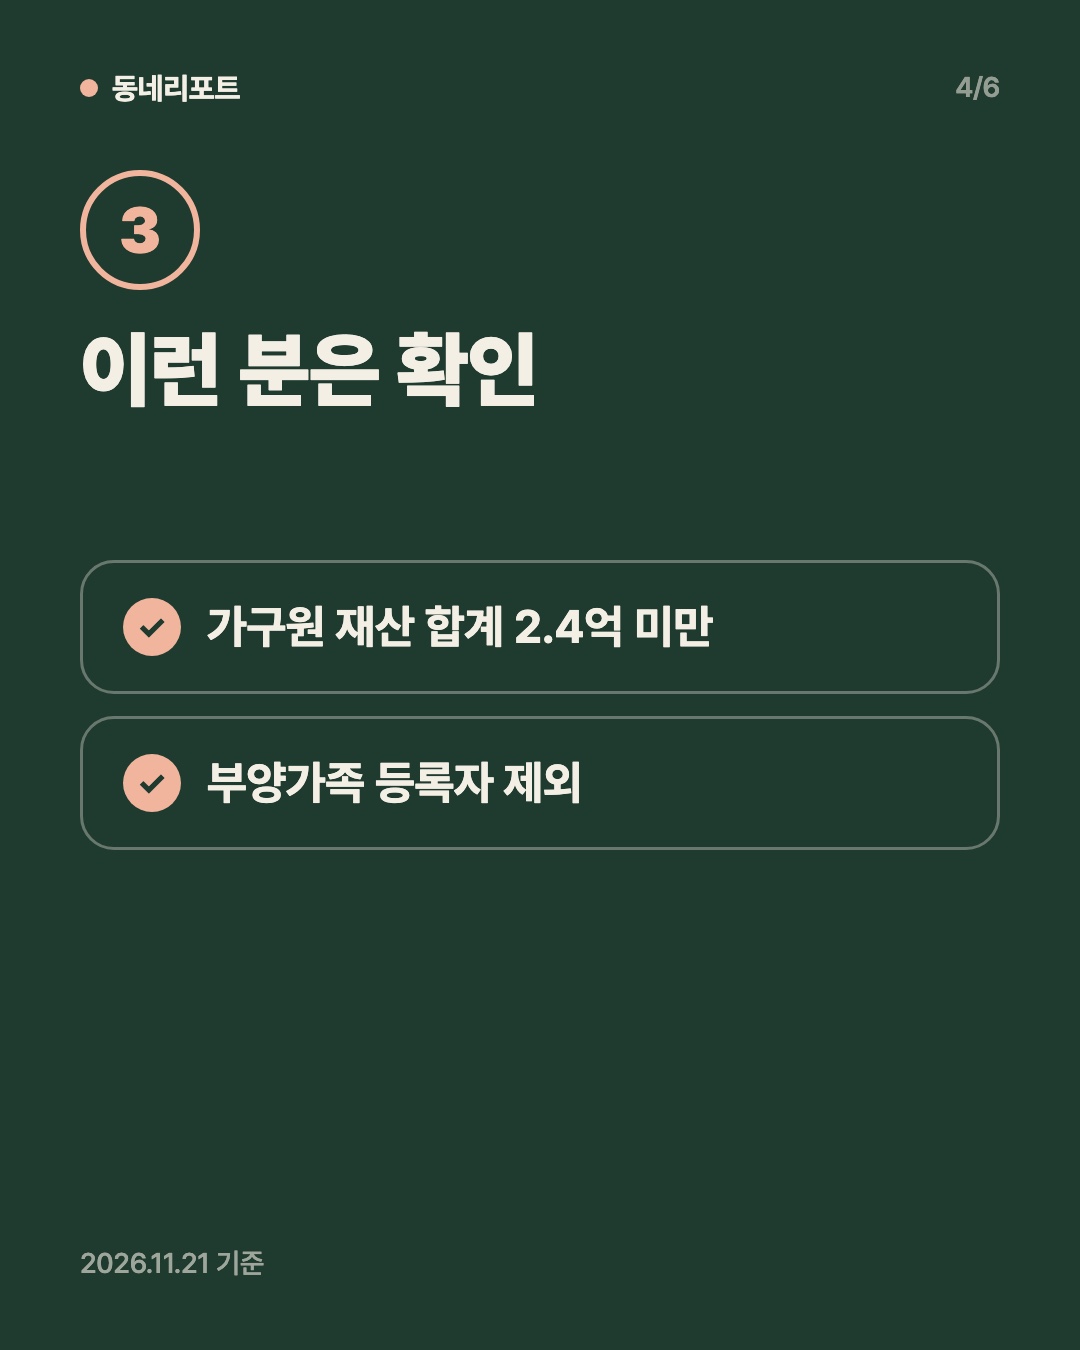 동네리포트
4/6
3
이런 분은 확인
가구원 재산 합계 2.4억 미만
부양가족 등록자 제외
2026.11.21 기준